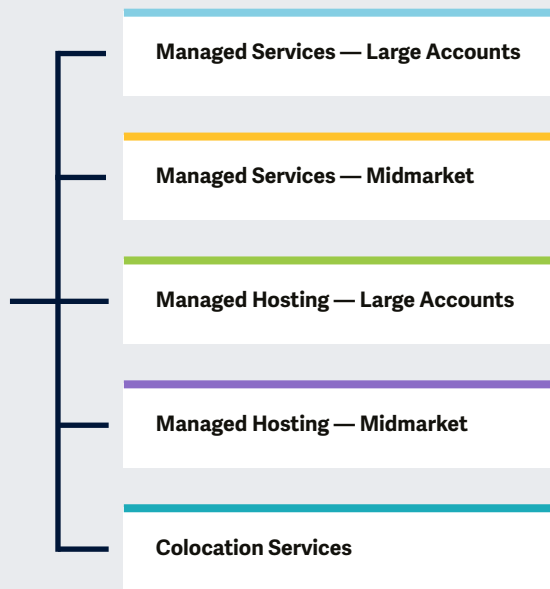 Managed Services — Large Accounts
Managed Services — Midmarket
Managed Hosting — Large Accounts
Managed Hosting — Midmarket
Colocation Services